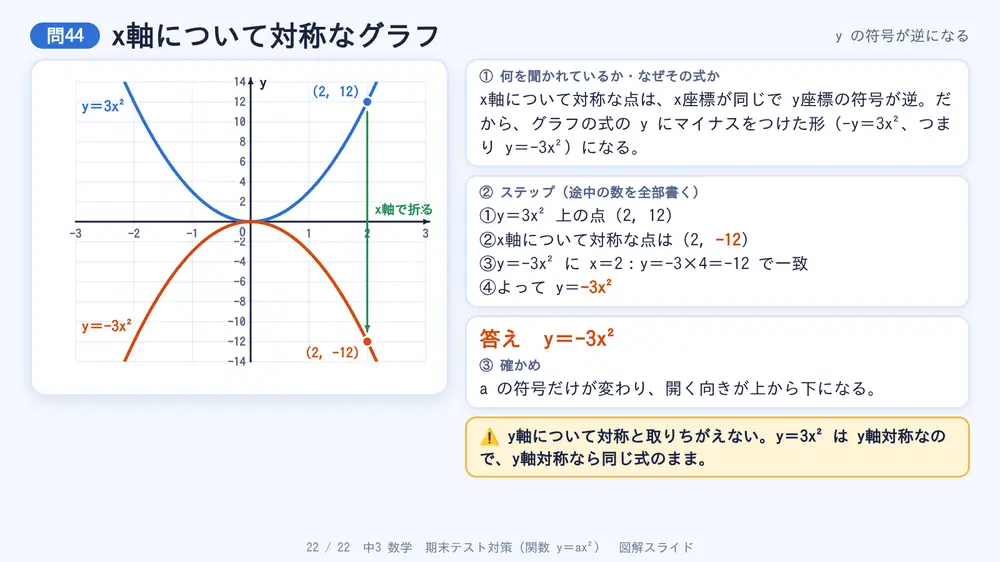 問44 x軸について対称なグラフ
y の符号が逆になる
y
14
12
10
8
6
4
2
0
-2
-4
-6
-8
-10
-12
-14
-3 -2 -1 1 2 3
y=3x²
(2, 12)
x軸で折る
y=-3x²
(2, -12)
① 何を聞かれているか・なぜその式か
x軸について対称な点は、x座標が同じで y座標の符号が逆。だ
から、グラフの式の y にマイナスをつけた形（-y=3x²、つま
り y=-3x²）になる。
② ステップ（途中の数を全部書く）
①y=3x² 上の点（2, 12）
②x軸について対称な点は（2, -12）
③y=-3x² に x=2：y=-3×4=-12 で一致
④よって y=-3x²
答え y=-3x²
③ 確かめ
a の符号だけが変わり、開く向きが上から下になる。
⚠️ y軸について対称と取りちがえない。y=3x² は y軸対称なの
で、y軸対称なら同じ式のまま。
22 / 22 中3 数学 期末テスト対策（関数 y=ax²） 図解スライド